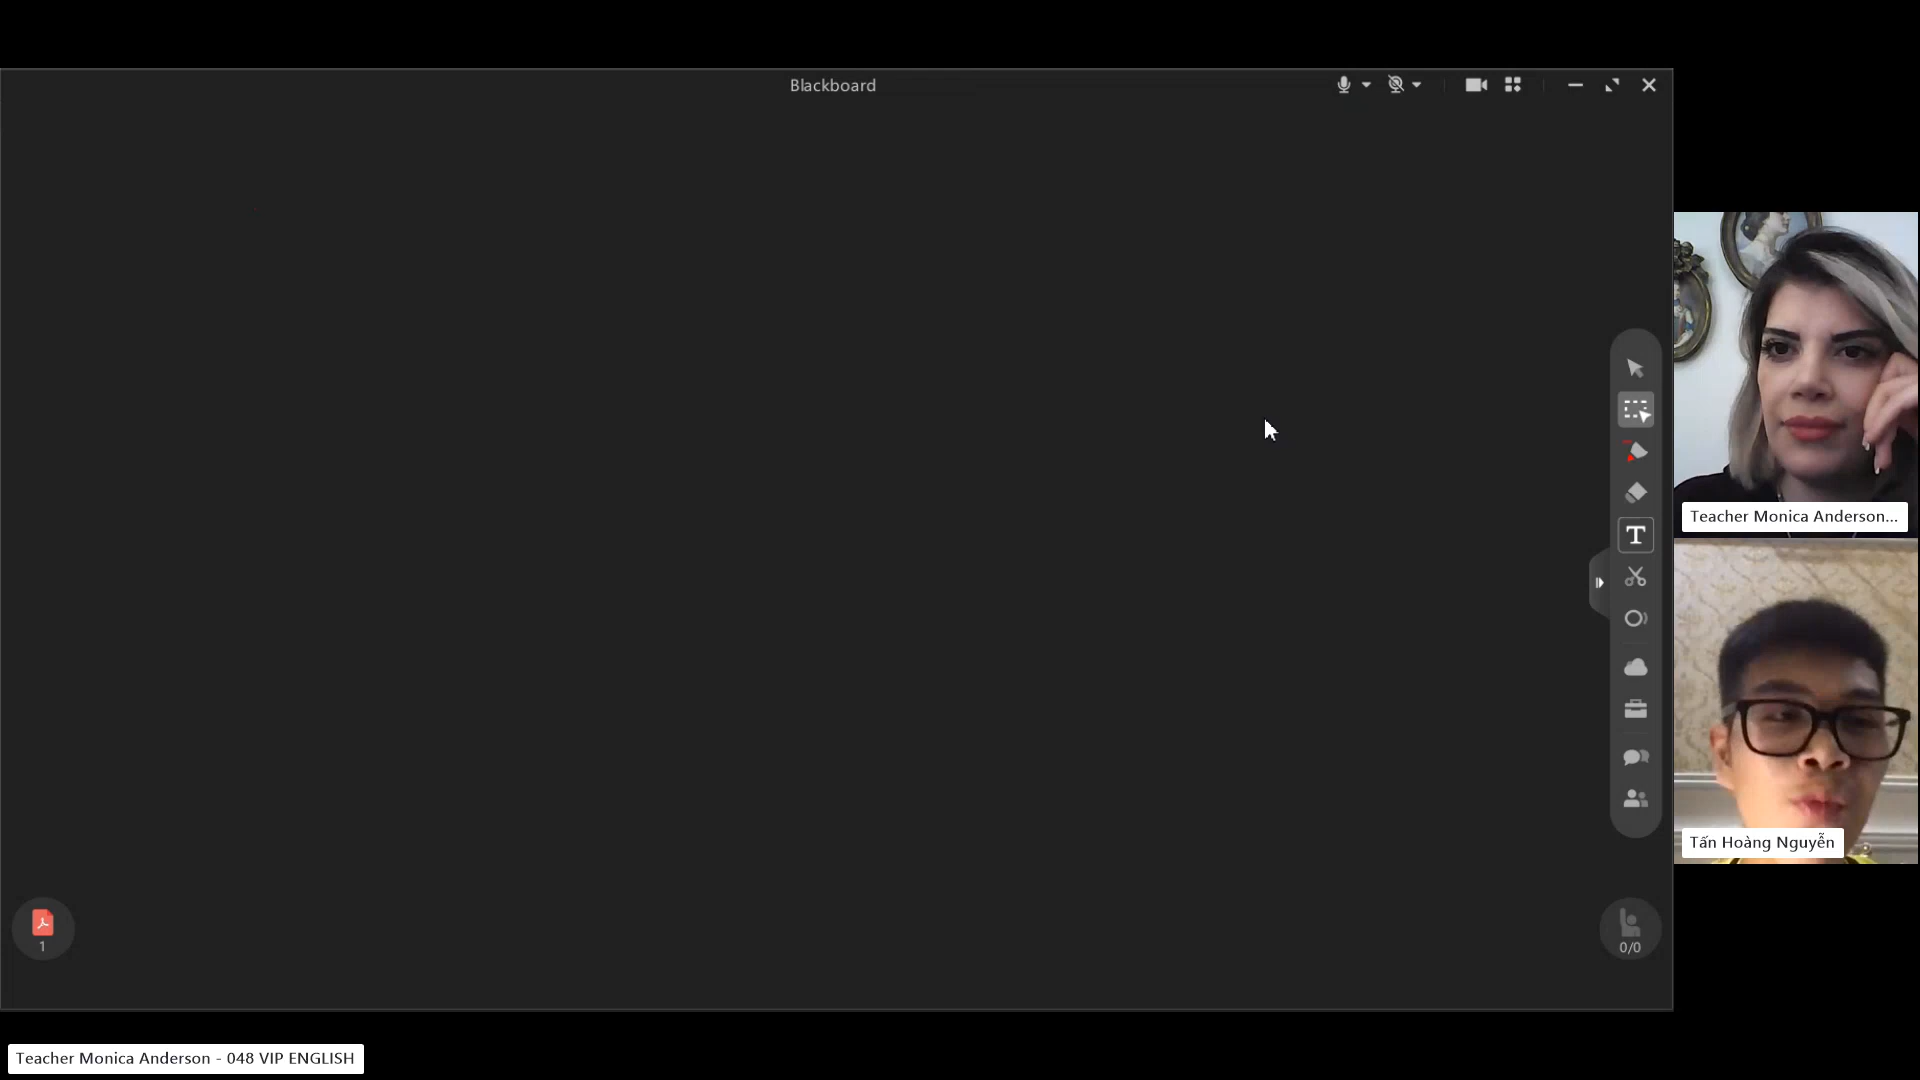 Blackboard
Teacher Monica Anderson...
T
Tấn Hoàng Nguyễn
1
0/0
Teacher Monica Anderson - 048 VIP ENGLISH